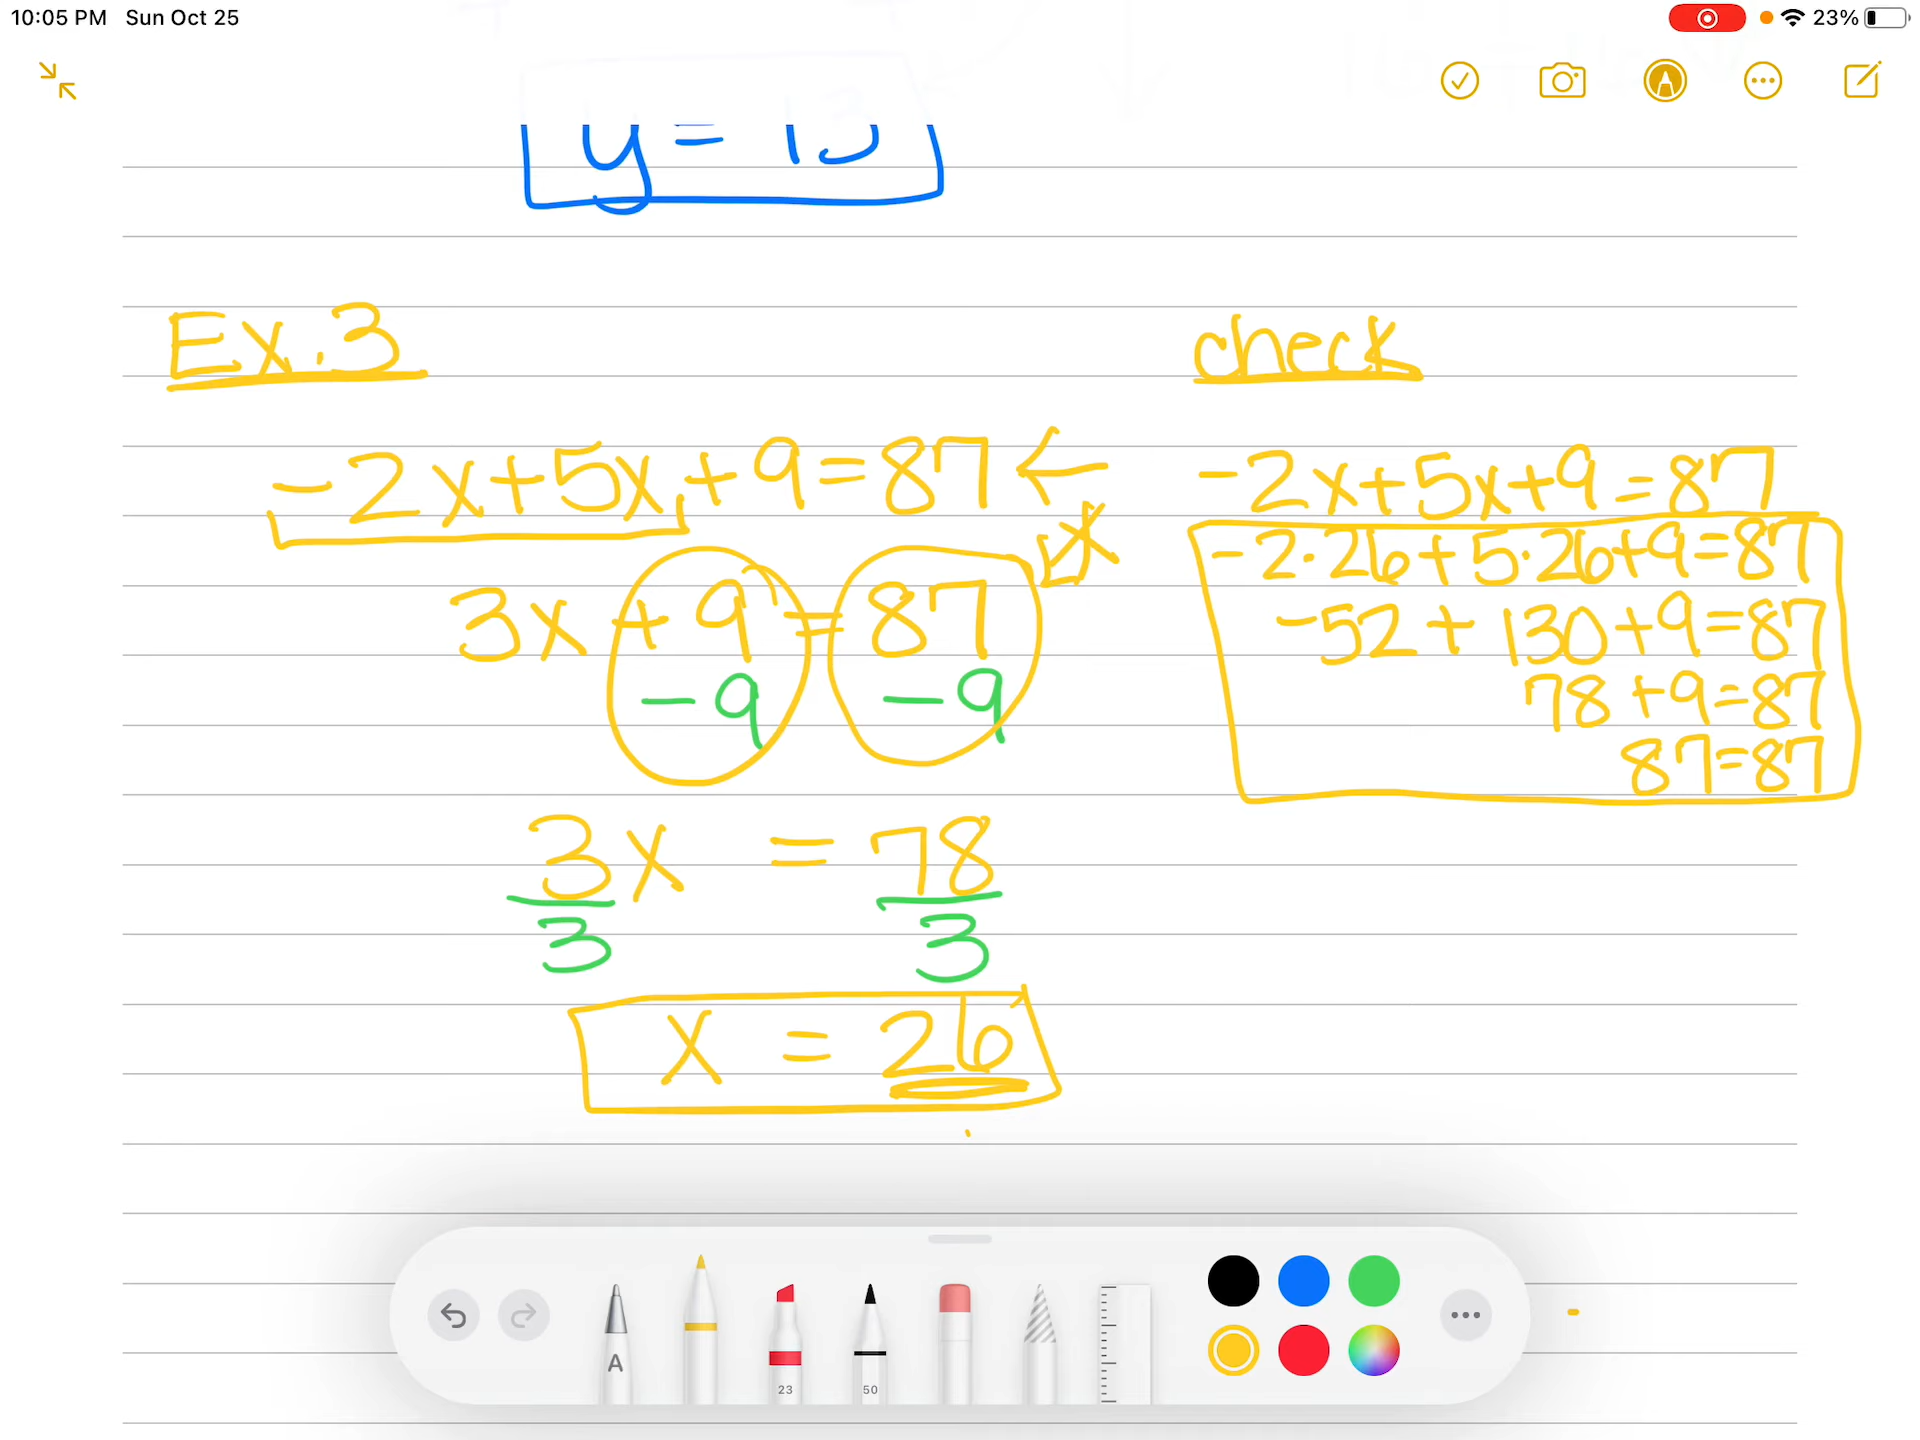 10:05 PM Sun Oct 25
23%
y = 13
Ex. 3
check
-2x+5x+9=87
-2x+5x+9=87
3x+9=87
-9 -9
-2·26+5·26+9=87
-52+130+9=87
78+9=87
87=87
3x = 78
3 3
x = 26
A
23
50